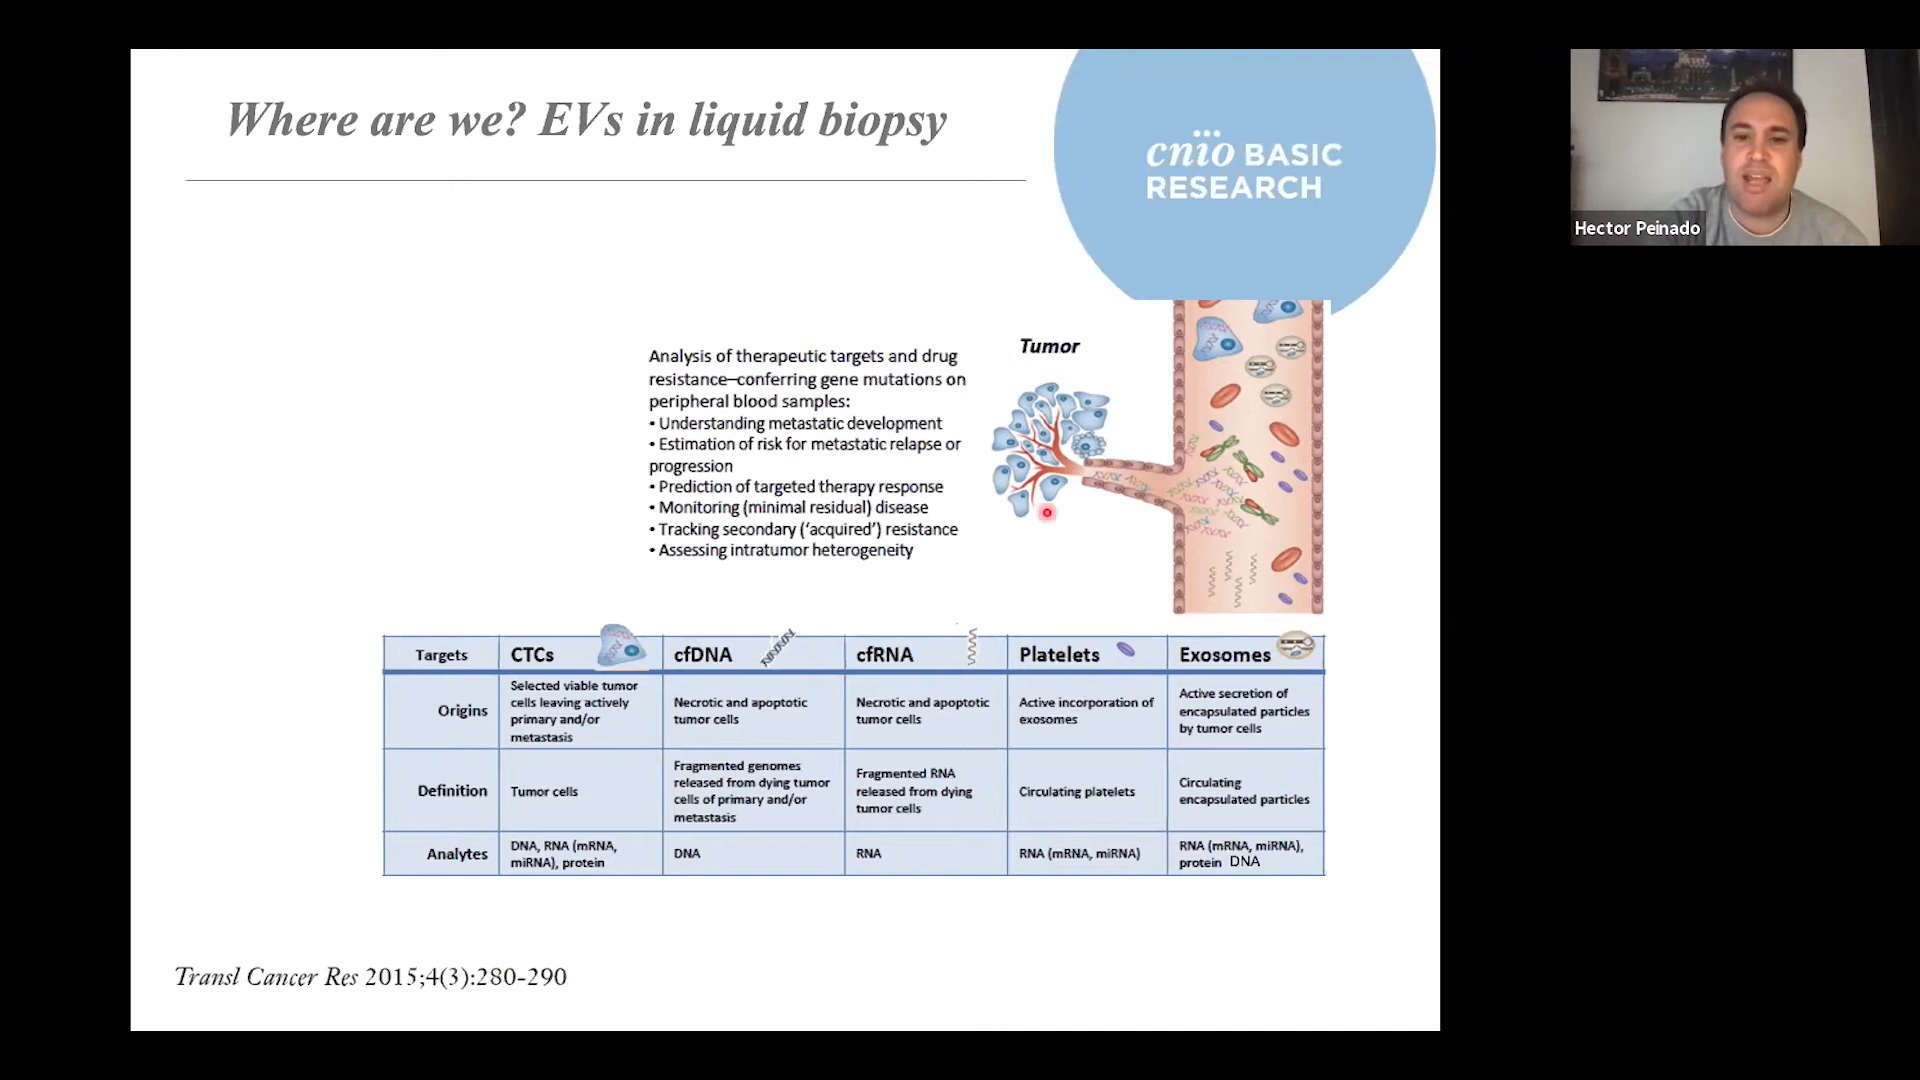 Where are we? EVs in liquid biopsy
cnio BASIC
RESEARCH
Hector Peinado
Analysis of therapeutic targets and drug
resistance–conferring gene mutations on
peripheral blood samples:
• Understanding metastatic development
• Estimation of risk for metastatic relapse or
progression
• Prediction of targeted therapy response
• Monitoring (minimal residual) disease
• Tracking secondary (‘acquired’) resistance
• Assessing intratumor heterogeneity
Tumor
Targets
CTCs
cfDNA
cfRNA
Platelets
Exosomes
Origins
Selected viable tumor
cells leaving actively
primary and/or
metastasis
Necrotic and apoptotic
tumor cells
Necrotic and apoptotic
tumor cells
Active incorporation of
exosomes
Active secretion of
encapsulated particles
by tumor cells
Definition
Tumor cells
Fragmented genomes
released from dying tumor
cells of primary and/or
metastasis
Fragmented RNA
released from dying
tumor cells
Circulating platelets
Circulating
encapsulated particles
Analytes
DNA, RNA (mRNA,
miRNA), protein
DNA
RNA
RNA (mRNA, miRNA)
RNA (mRNA, miRNA),
protein DNA
Transl Cancer Res 2015;4(3):280-290